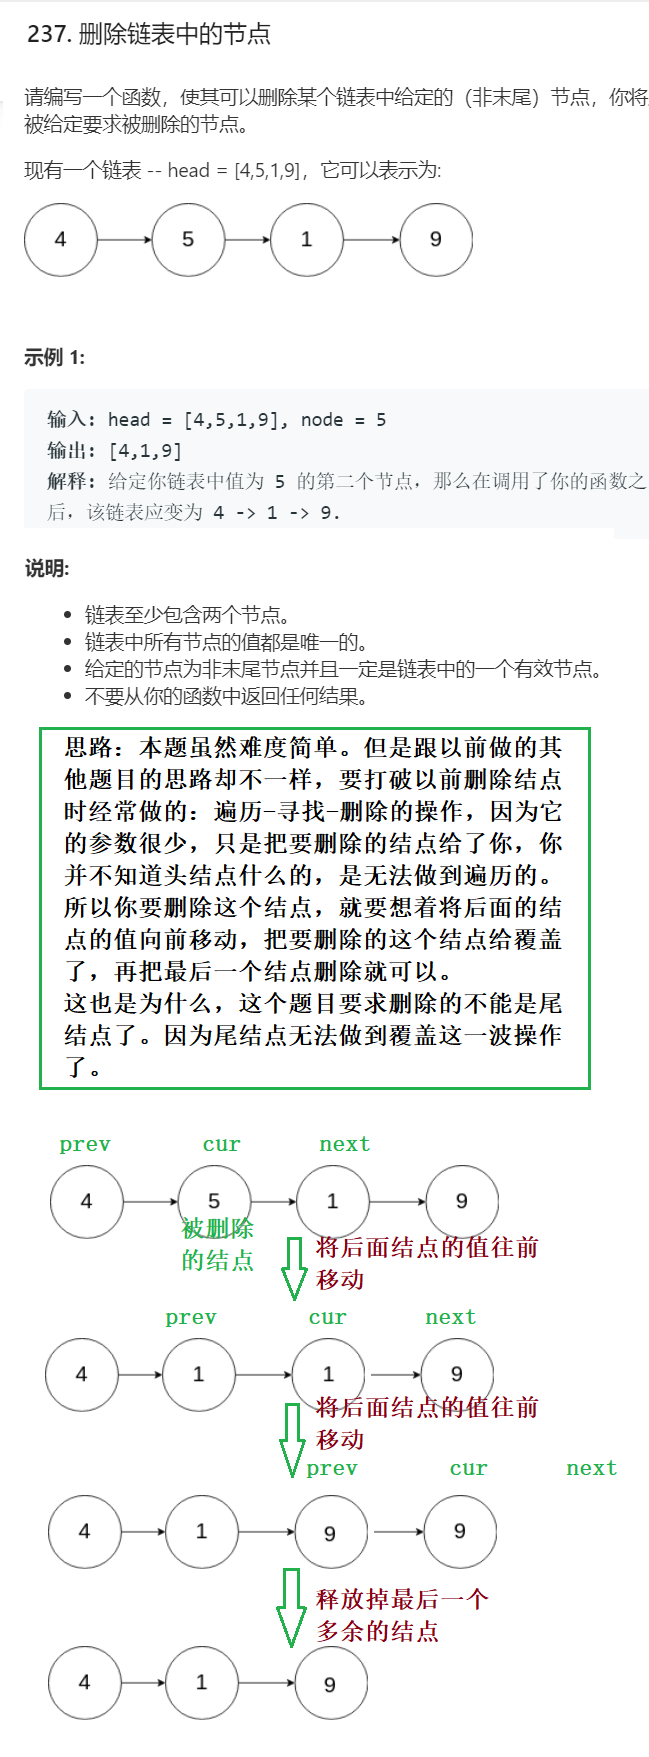 237. 删除链表中的节点
请编写一个函数，使其可以删除某个链表中给定的（非末尾）节点，你将
被给定要求被删除的节点。
现有一个链表 -- head = [4,5,1,9]，它可以表示为:
4 5 1 9
示例 1:
输入: head = [4,5,1,9], node = 5
输出: [4,1,9]
解释: 给定你链表中值为 5 的第二个节点，那么在调用了你的函数之
后，该链表应变为 4 -> 1 -> 9.
说明:
• 链表至少包含两个节点。
• 链表中所有节点的值都是唯一的。
• 给定的节点为非末尾节点并且一定是链表中的一个有效节点。
• 不要从你的函数中返回任何结果。
思路：本题虽然难度简单。但是跟以前做的其
他题目的思路却不一样，要打破以前删除结点
时经常做的：遍历-寻找-删除的操作，因为它
的参数很少，只是把要删除的结点给了你，你
并不知道头结点什么的，是无法做到遍历的。
所以你要删除这个结点，就要想着将后面的结
点的值向前移动，把要删除的这个结点给覆盖
了，再把最后一个结点删除就可以。
这也是为什么，这个题目要求删除的不能是尾
结点了。因为尾结点无法做到覆盖这一波操作
了。
prev cur next
4 5 1 9
被删除
的结点
将后面结点的值往前
移动
prev cur next
4 1 1 9
将后面结点的值往前
移动
prev cur next
4 1 9 9
释放掉最后一个
多余的结点
4 1 9